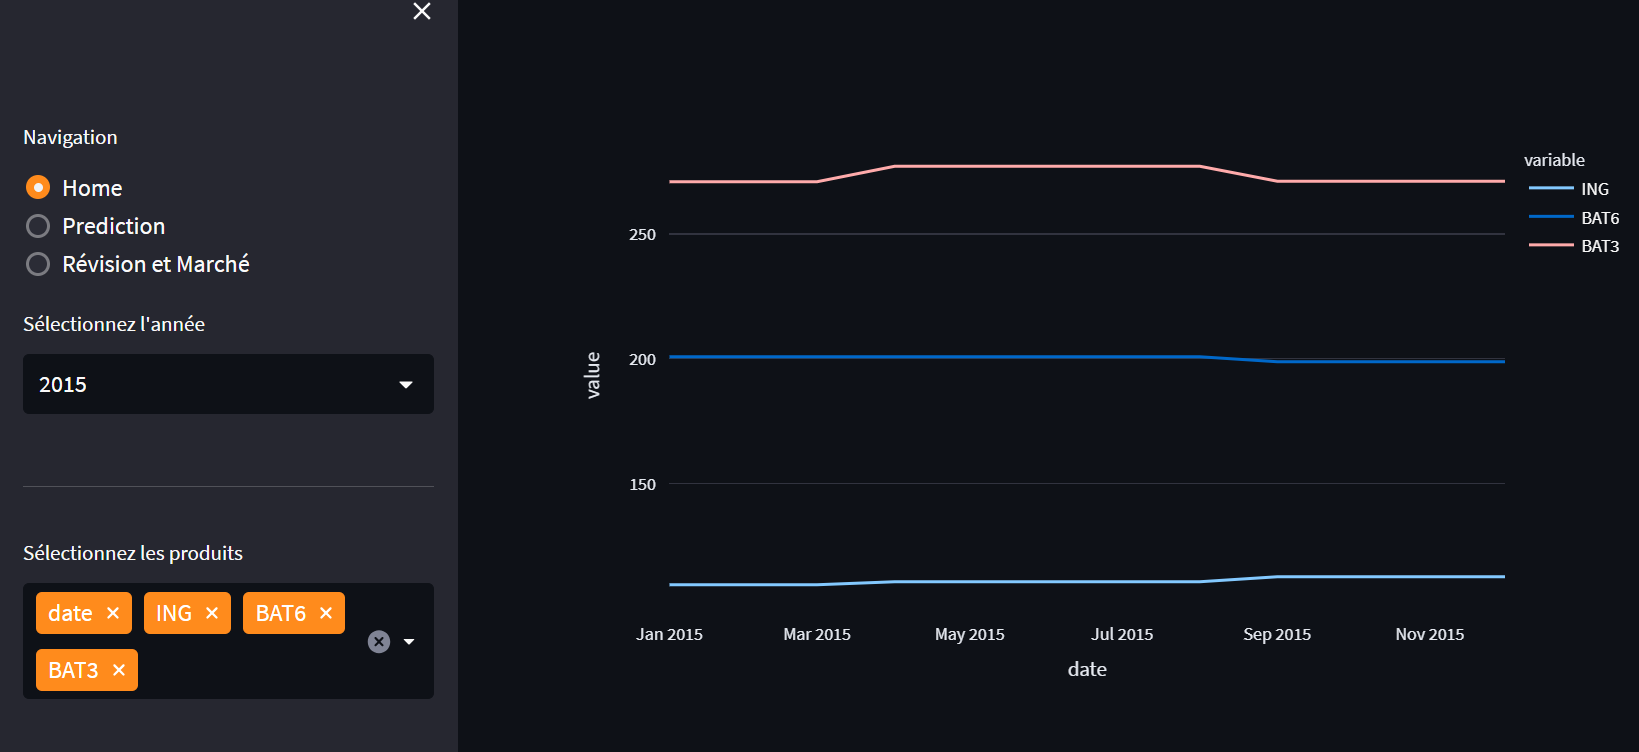 Navigation
Home
Prediction
Révision et Marché
Sélectionnez l'année
2015
Sélectionnez les produits
date
ING
BAT6
BAT3
variable
ING
BAT6
BAT3
250
200
150
value
Jan 2015
Mar 2015
May 2015
Jul 2015
Sep 2015
Nov 2015
date